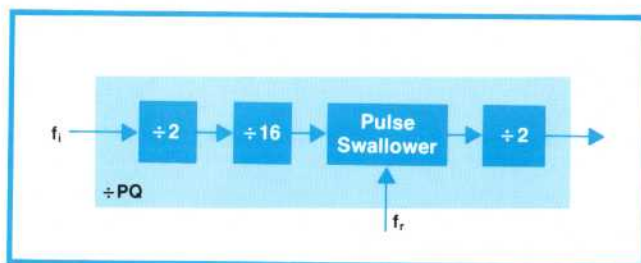 fᵢ
÷2
÷16
Pulse
Swallower
÷2
÷PQ
fᵣ